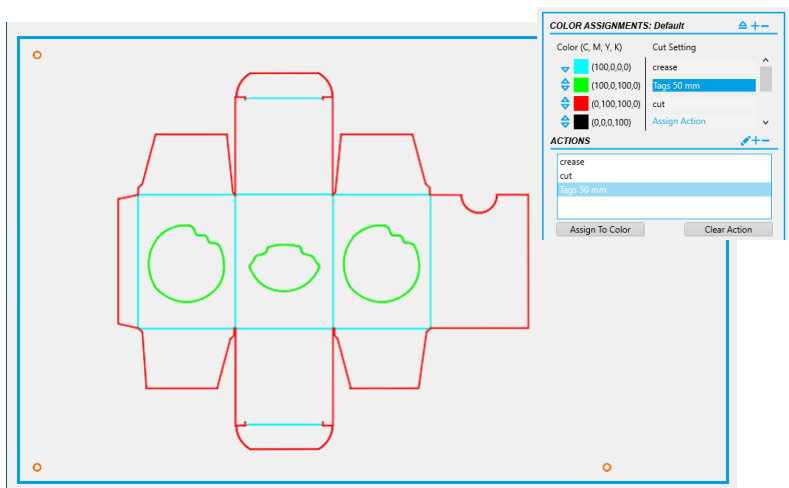 COLOR ASSIGNMENTS: Default
Color (C, M, Y, K) Cut Setting
(100,0,0,0) crease
(100,0,100,0) Tags 50 mm
(0,100,100,0) cut
(0,0,0,100) Assign Action
ACTIONS
crease
cut
Tags 50 mm
Assign To Color Clear Action